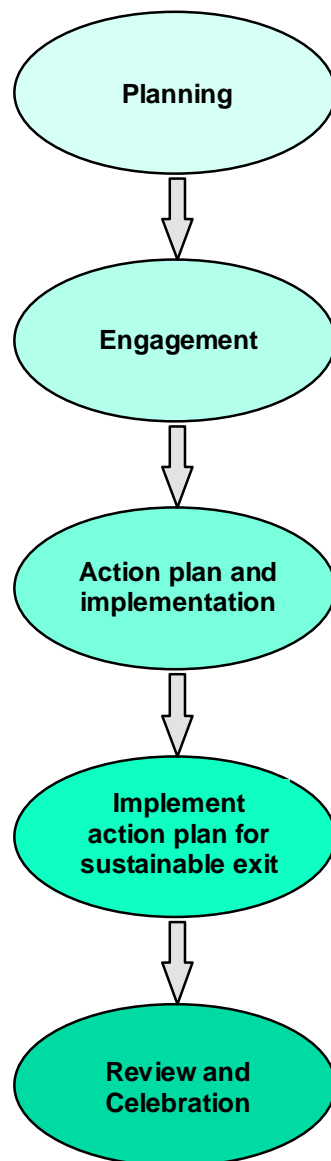 Planning
Engagement
Action plan and
implementation
Implement
action plan for
sustainable exit
Review and
Celebration